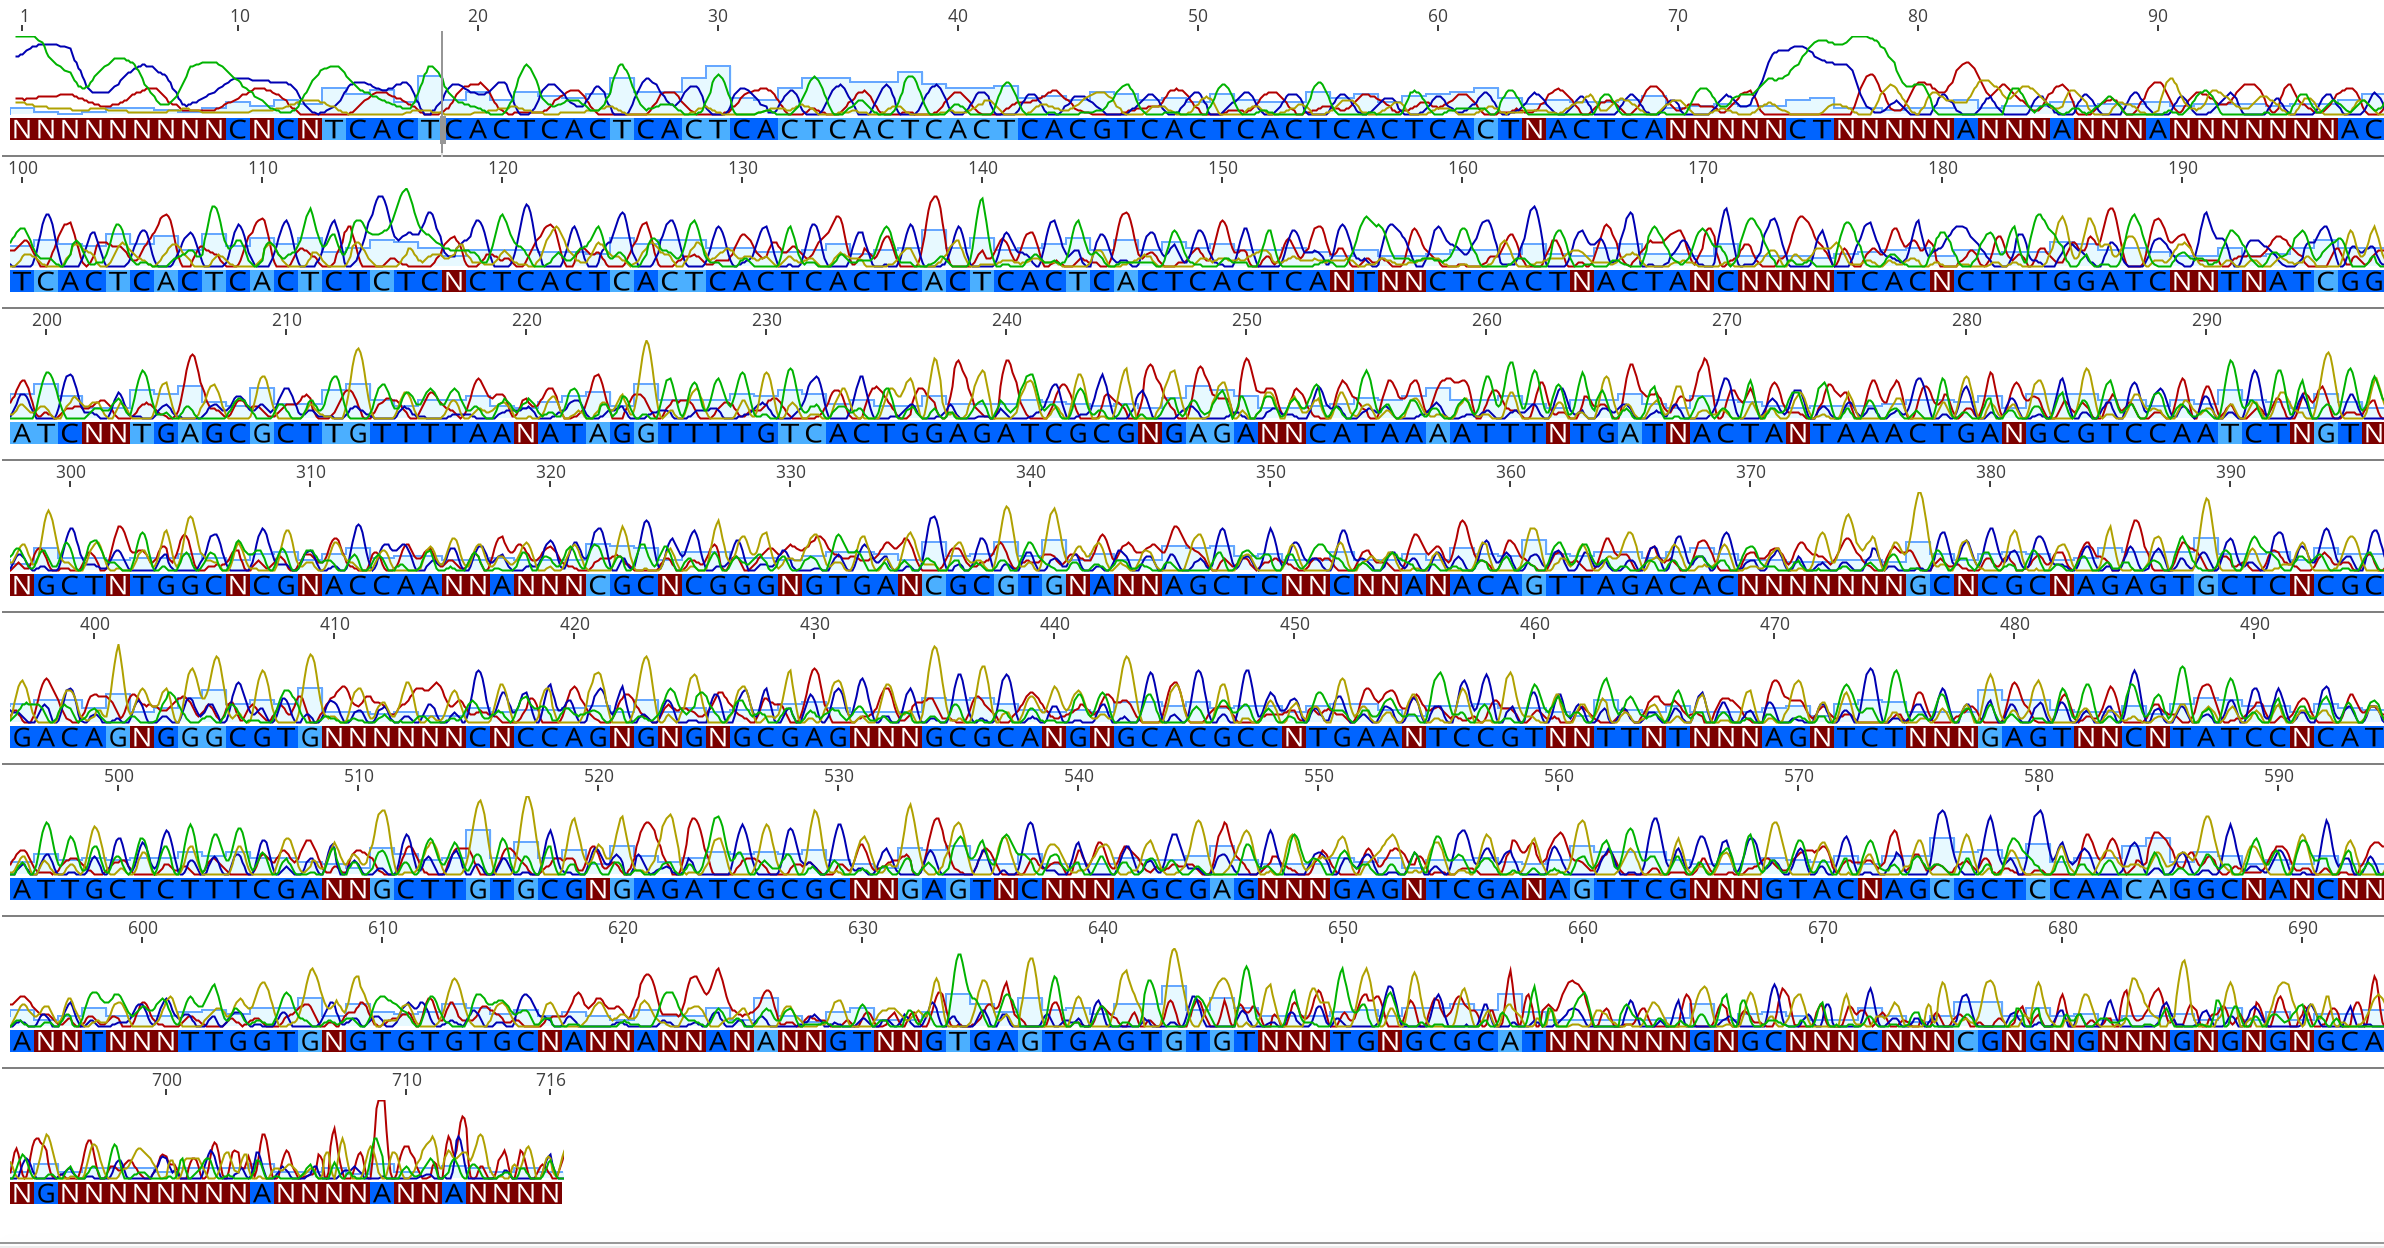 1 10 20 30 40 50 60 70 80 90
NNNNNNNNNCNCNTCACTCACTCACTCACTCACTCACTCACTCACGTCACTCACTCACTCACTNACTCANNNNNCTNNNNNANNNANNNANNNNNNNAC
100 110 120 130 140 150 160 170 180 190
TCACTCACTCACTCTCTCNCTCACTCACTCACTCACTCACTCACTCACTCACTCANTNNCTCACTNACTANCNNNNTCACNCTTTGGATCNNTNATCGG
200 210 220 230 240 250 260 270 280 290
ATCNNTGAGCGCTTGTTTTAANATAGGTTTTGTCACTGGAGATCGCGNGAGANNCATAAAATTTNTGATNACTANTAAACTGANGCGTCCAATCTNGTN
300 310 320 330 340 350 360 370 380 390
NGCTNTGGCNCGNACCAANNANNNCGCNCGGGNGTGANCGCGTGNANNAGCTCNNCNNANACAGTTAGACACNNNNNNNGCNCGCNAGAGTGCTCNCGC
400 410 420 430 440 450 460 470 480 490
GACAGNGGGCGTGNNNNNNCNCCAGNGNGNGCGAGNNNGCGCANGNGCACGCCNTGAANTCCGTNNTTNTNNNAGNTCTNNNGAGTNNCNTATCCNCAT
500 510 520 530 540 550 560 570 580 590
ATTGCTCTTTCGANNGCTTGTGCGNGAGATCGCGCNNGAGTNCNNNAGCGAGNNNGAGNTCGANAGTTCGNNNGTACNAGCGCTCCAACAGGCNANCNN
600 610 620 630 640 650 660 670 680 690
ANNTNNNTTGGTGNGTGTGTGCNANNANNANANNGTNNGTGAGTGAGTGTGTNNNTGNGCGCATNNNNNNGNGCNNNCNNNCGNGNGNNNGNGNGNGCA
700 710 716
NGNNNNNNNNANNNNANNANNNN